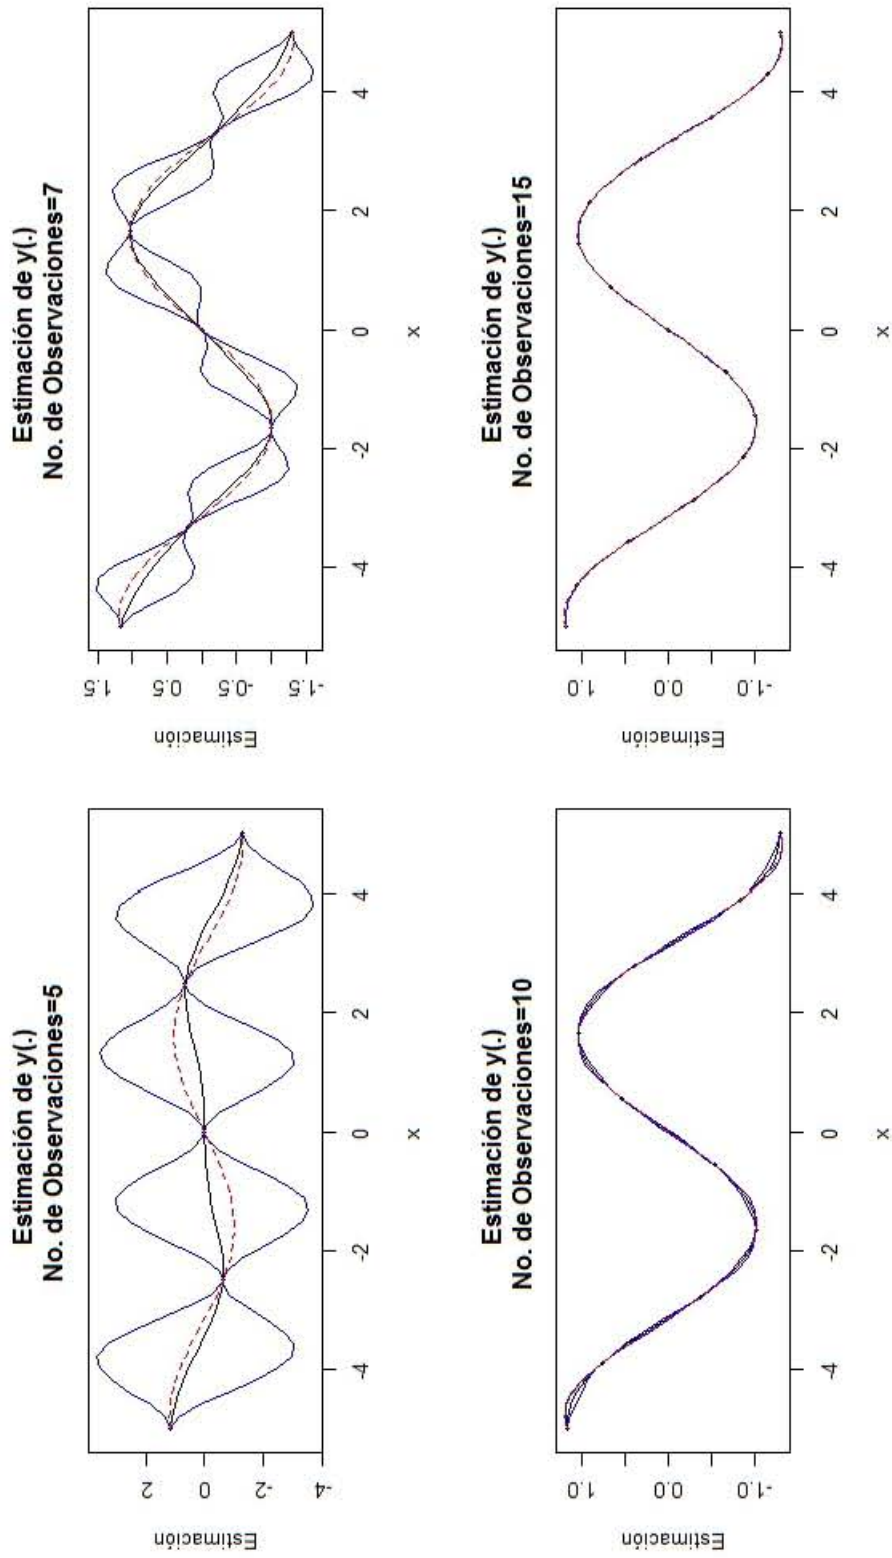 Estimación de y(.)
No. de Observaciones=5
Estimación
2
0
-2
-4
-4 -2 0 2 4
x
Estimación de y(.)
No. de Observaciones=7
Estimación
1.5
0.5
-0.5
-1.5
-4 -2 0 2 4
x
Estimación de y(.)
No. de Observaciones=10
Estimación
1.0
0.0
-1.0
-4 -2 0 2 4
x
Estimación de y(.)
No. de Observaciones=15
Estimación
1.0
0.0
-1.0
-4 -2 0 2 4
x